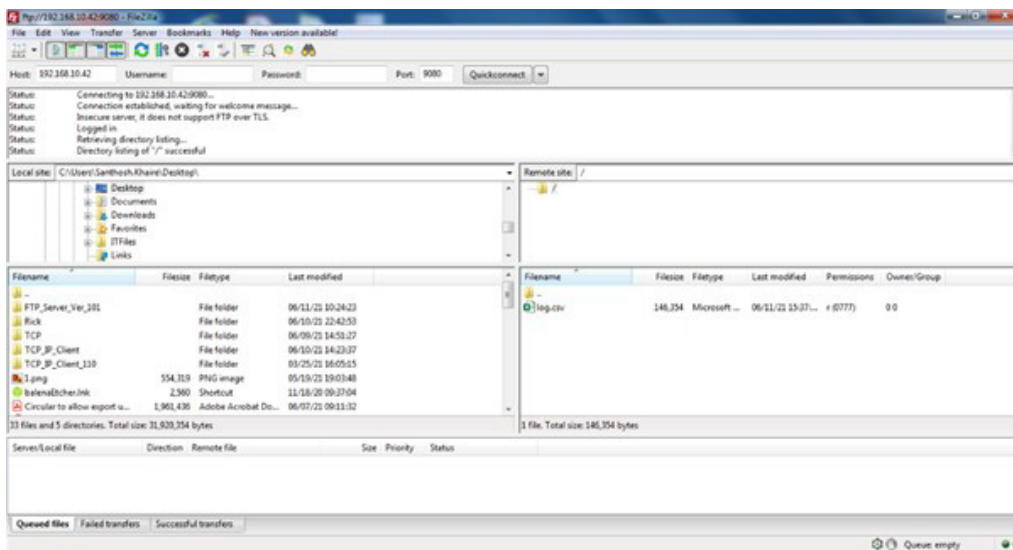 ftp://192.168.10.42:9080 - FileZilla
File Edit View Transfer Server Bookmarks Help New version available!
Host: 192.168.10.42 Username: Password: Port: 9080 Quickconnect
Status: Connecting to 192.168.10.42:9080...
Status: Connection established, waiting for welcome message...
Status: Insecure server, it does not support FTP over TLS.
Status: Logged in
Status: Retrieving directory listing...
Status: Directory listing of "/" successful
Local site: C:\Users\Santhosh.Khaire\Desktop\
Desktop
Documents
Downloads
Favorites
ITFiles
Links
Remote site: /
/
Filename Filesize Filetype Last modified
..
FTP_Server_Ver_101 File folder 06/11/21 10:24:23
Rick File folder 06/10/21 22:42:53
TCP File folder 06/09/21 14:51:27
TCP_IP_Client File folder 06/10/21 14:23:37
TCP_IP_Client_110 File folder 03/25/21 16:05:15
1.png 554,319 PNG image 05/19/21 19:03:48
balenaEtcher.lnk 2,560 Shortcut 11/18/20 09:37:04
Circular to allow export u... 1,961,436 Adobe Acrobat Do... 06/07/21 09:11:32
33 files and 5 directories. Total size: 31,920,354 bytes
Filename Filesize Filetype Last modified Permissions Owner/Group
..
log.csv 146,354 Microsoft ... 06/11/21 15:37:... r (0777) 0 0
1 file. Total size: 146,354 bytes
Server/Local file Direction Remote file Size Priority Status
Queued files Failed transfers Successful transfers
Queue: empty